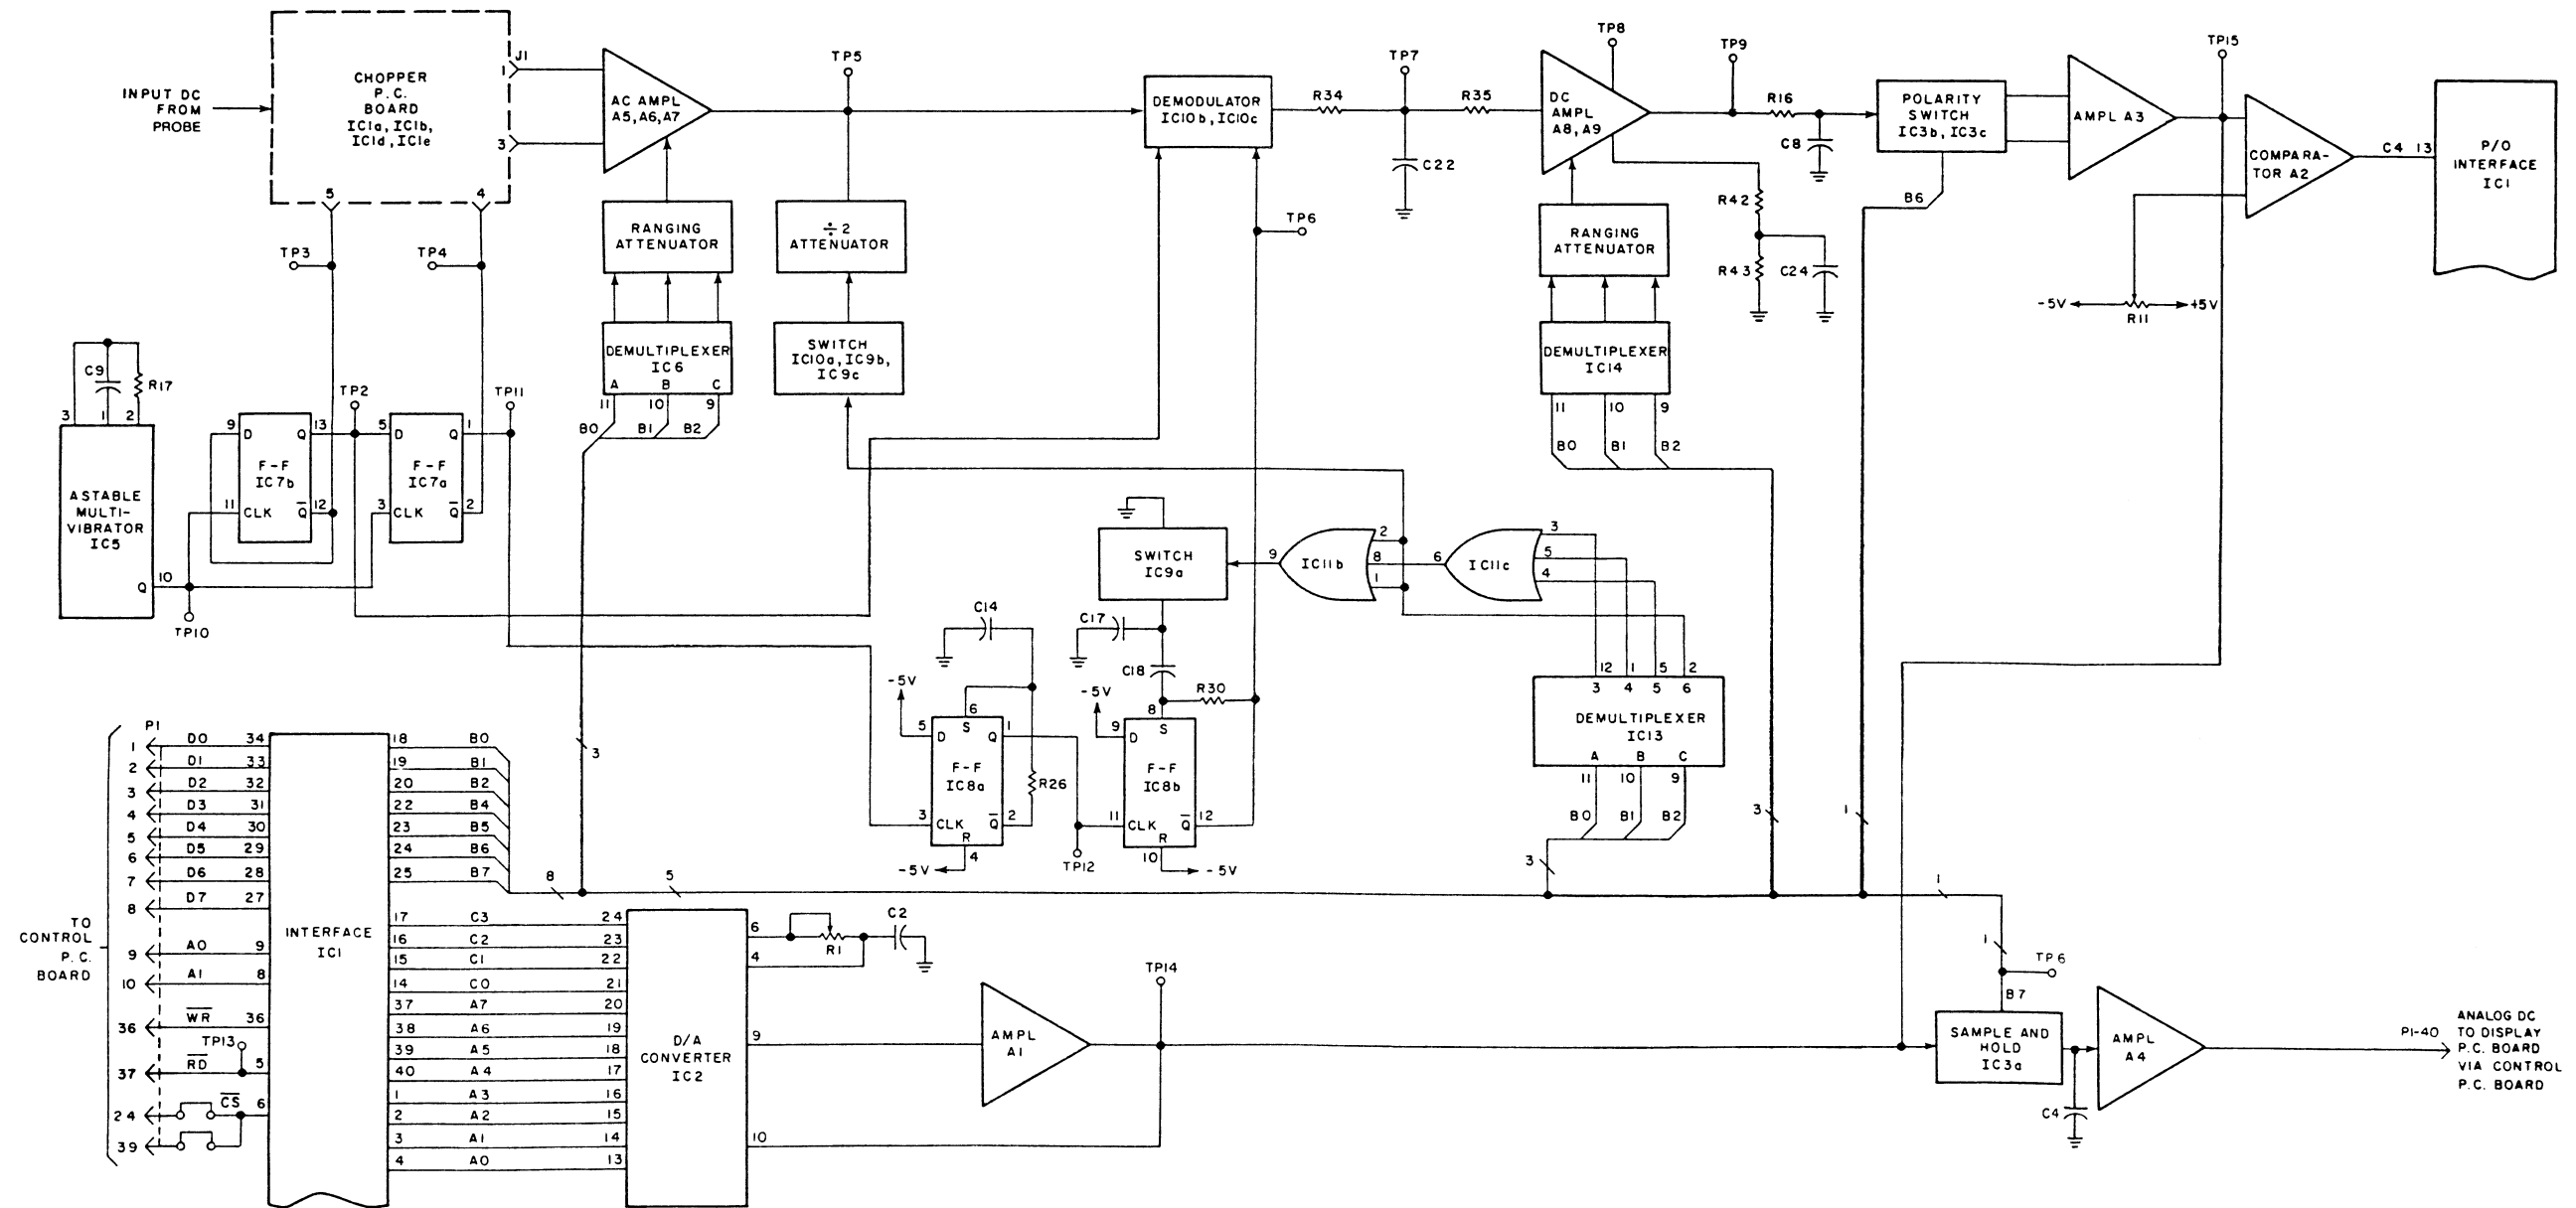 CHOPPER
P.C.
BOARD
IC1a, IC1b,
IC1d, IC1e
INPUT DC
FROM
PROBE
J1
1
3
5
4
AC AMPL
A5, A6, A7
TP5
DEMODULATOR
IC10b, IC10c
R34
TP7
R35
C22
DC
AMPL
A8, A9
TP8
TP9
R16
C8
POLARITY
SWITCH
IC3b, IC3c
B6
AMPL A3
TP15
COMPARA-
TOR A2
C4 13
P/O
INTERFACE
IC1
-5V
+5V
R11
R42
R43
C24
TP3
TP4
RANGING
ATTENUATOR
÷2
ATTENUATOR
TP6
RANGING
ATTENUATOR
DEMULTIPLEXER
IC6
A B C
11 10 9
B0 B1 B2
SWITCH
IC10a, IC9b,
IC9c
DEMULTIPLEXER
IC14
11 10 9
B0 B1 B2
C9
R17
3 1 2
ASTABLE
MULTI-
VIBRATOR
IC5
Q 10
TP10
9 D Q 13
F-F
IC7b
11 CLK Q̅ 12
TP2
5 D Q 1
F-F
IC7a
3 CLK Q̅ 2
TP11
SWITCH
IC9a
9 IC11b
2
8
1
6 IC11c
3
5
4
C14
C17
C18
R30
-5V
6
5 D S Q 1
F-F
IC8a
3 CLK Q̅ 2
R
4
-5V
R26
TP12
-5V
8
9 D S
F-F
IC8b
11 CLK Q̅ 12
R
10
-5V
12 1 5 2
3 4 5 6
DEMULTIPLEXER
IC13
A B C
11 10 9
B0 B1 B2
3
3
3
1
1
8
5
1
P1
TO
CONTROL
P.C.
BOARD
1 D0 34
2 D1 33
3 D2 32
4 D3 31
5 D4 30
6 D5 29
7 D6 28
8 D7 27
9 A0 9
10 A1 8
36 W̅R̅ 36
TP13
37 R̅D̅ 5
24 C̅S̅ 6
39
INTERFACE
IC1
18 B0
19 B1
20 B2
22 B4
23 B5
24 B6
25 B7
17 C3 24
16 C2 23
15 C1 22
14 C0 21
37 A7 20
38 A6 19
39 A5 18
40 A4 17
1 A3 16
2 A2 15
3 A1 14
4 A0 13
D/A
CONVERTER
IC2
6
4
9
10
R1
C2
AMPL
A1
TP14
TP6
B7
SAMPLE AND
HOLD
IC3a
C4
AMPL
A4
P1-40
ANALOG DC
TO DISPLAY
P.C. BOARD
VIA CONTROL
P.C. BOARD